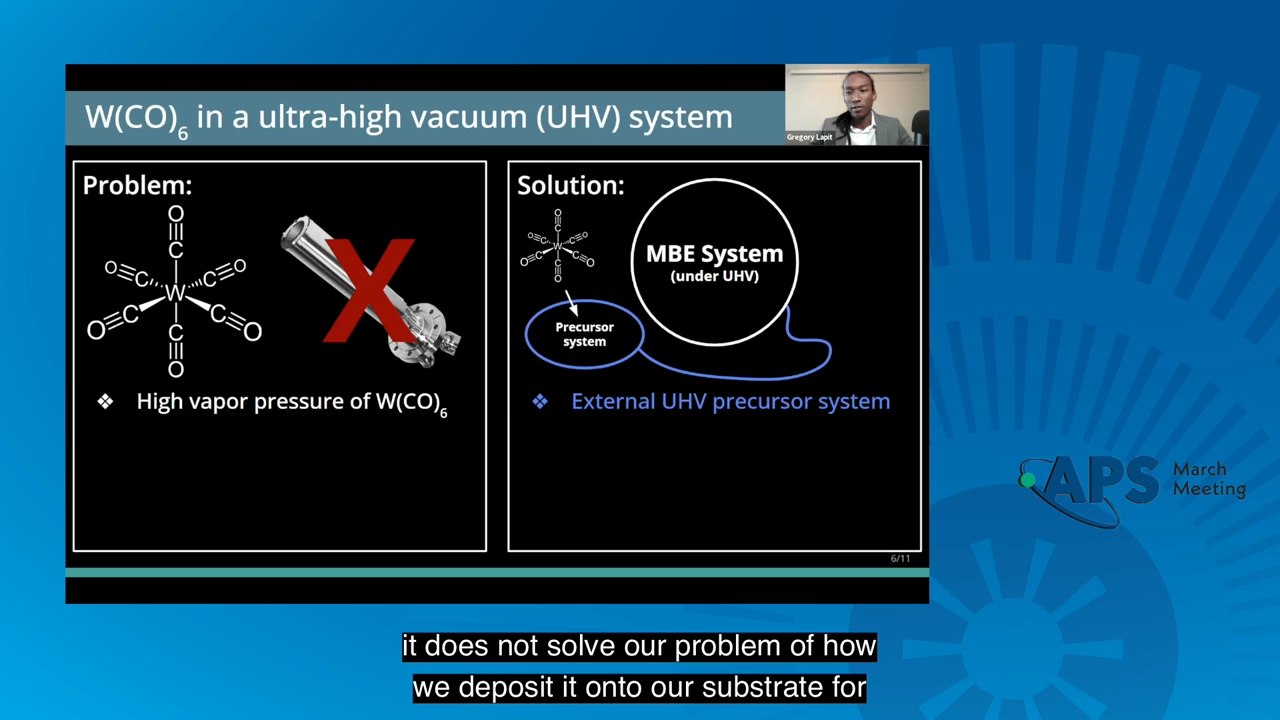 W(CO)6 in a ultra-high vacuum (UHV) system
Gregory Lapit
Problem:
O
C
O
C
C
O
W
O
C
C
O
C
O
High vapor pressure of W(CO)6
Solution:
O
C
O
C
C
O
W
O
C
C
O
C
O
MBE System
(under UHV)
Precursor
system
External UHV precursor system
X
6/11
APS
March
Meeting
it does not solve our problem of how
we deposit it onto our substrate for